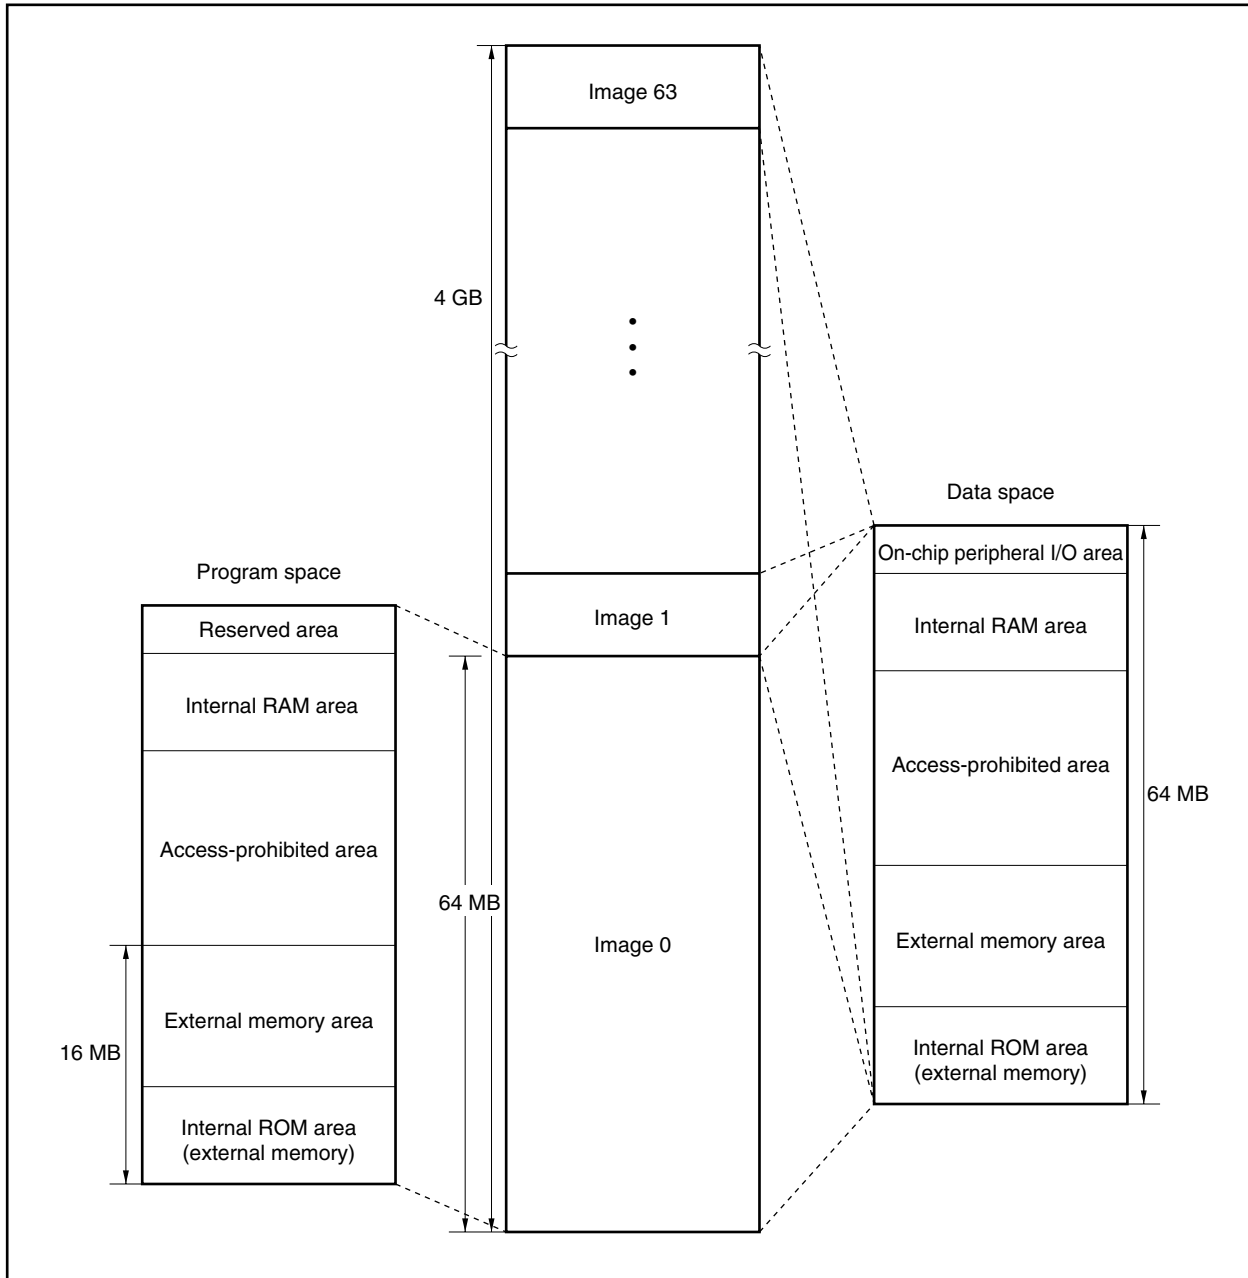 Image 63
4 GB
Data space
On-chip peripheral I/O area
Program space
Reserved area
Image 1
Internal RAM area
Internal RAM area
Access-prohibited area
64 MB
Access-prohibited area
64 MB
Image 0
External memory area
External memory area
16 MB
Internal ROM area
(external memory)
Internal ROM area
(external memory)